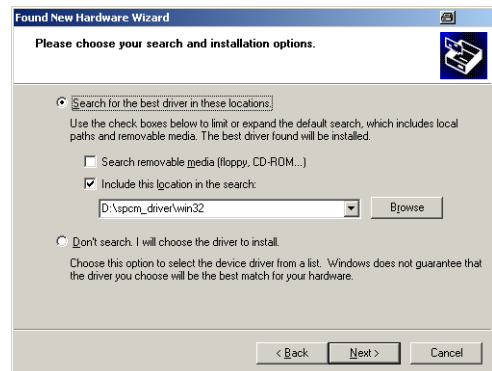 Found New Hardware Wizard
Please choose your search and installation options.
Search for the best driver in these locations.
Use the check boxes below to limit or expand the default search, which includes local
paths and removable media. The best driver found will be installed.
Search removable media (floppy, CD-ROM...)
Include this location in the search:
D:\spcm_driver\win32
Browse
Don't search. I will choose the driver to install.
Choose this option to select the device driver from a list. Windows does not guarantee that
the driver you choose will be the best match for your hardware.
< Back
Next >
Cancel